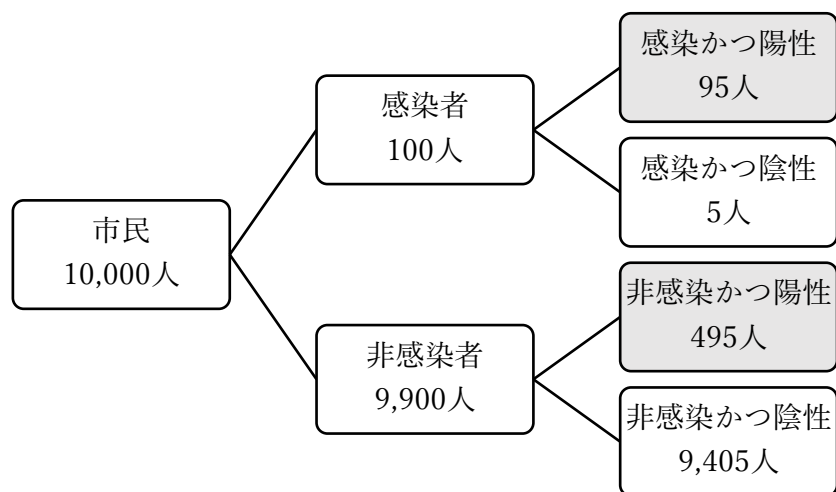 市民
10,000人
感染者
100人
感染かつ陽性
95人
感染かつ陰性
5人
非感染者
9,900人
非感染かつ陽性
495人
非感染かつ陰性
9,405人